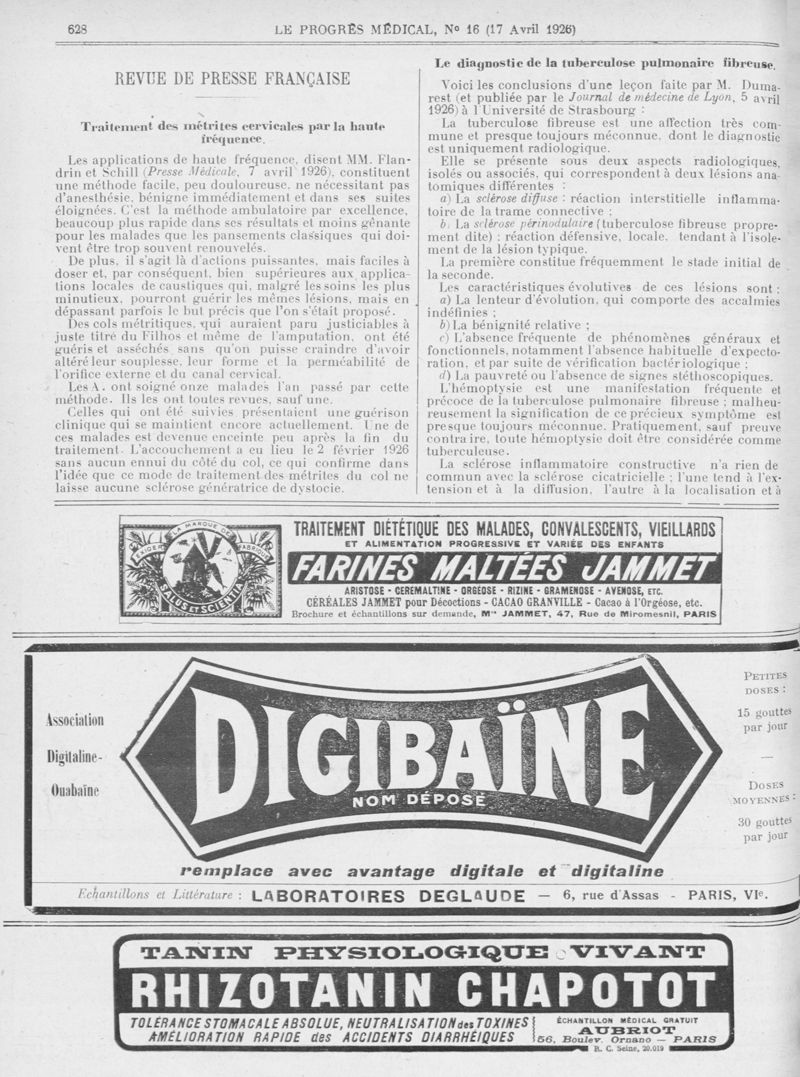 628
LE PROGRÈS MÉDICAL, No 16 (17 Avril 1926)
REVUE DE PRESSE FRANÇAISE
Traitement des métrites cervicales par la haute
fréquence.
Les applications de haute fréquence, disent MM. Flan-
drin et Schill (Presse Médicale, 7 avril 1926), constituent
une méthode facile, peu douloureuse, ne nécessitant pas
d'anesthésie, bénigne immédiatement et dans ses suites
éloignées. C'est la méthode ambulatoire par excellence,
beaucoup plus rapide dans ses résultats et moins gênante
pour les malades que les pansements classiques qui doi-
vent être trop souvent renouvelés.
De plus, il s'agit là d'actions puissantes, mais faciles à
doser et, par conséquent, bien supérieures aux applica-
tions locales de caustiques qui, malgré les soins les plus
minutieux, pourront guérir les mêmes lésions, mais en
dépassant parfois le but précis que l'on s'était proposé.
Des cols métritiques, qui auraient paru justiciables à
juste titre du Filhos et même de l'amputation, ont été
guéris et asséchés sans qu'on puisse craindre d'avoir
altéré leur souplesse, leur forme et la perméabilité de
l'orifice externe et du canal cervical.
Les A. ont soigné onze malades l'an passé par cette
méthode. Ils les ont toutes revues, sauf une.
Celles qui ont été suivies présentaient une guérison
clinique qui se maintient encore actuellement. Une de
ces malades est devenue enceinte peu après la fin du
traitement. L'accouchement a eu lieu le 2 février 1926
sans aucun ennui du côté du col, ce qui confirme dans
l'idée que ce mode de traitement des métrites du col ne
laisse aucune sclérose génératrice de dystocie.
Le diagnostic de la tuberculose pulmonaire fibreuse.
Voici les conclusions d'une leçon faite par M. Duma-
rest (et publiée par le Journal de médecine de Lyon, 5 avril
1926) à l'Université de Strasbourg :
La tuberculose fibreuse est une affection très com-
mune et presque toujours méconnue, dont le diagnostic
est uniquement radiologique.
Elle se présente sous deux aspects radiologiques,
isolés ou associés, qui correspondent à deux lésions ana-
tomiques différentes :
a) La sclérose diffuse : réaction interstitielle inflamma-
toire de la trame connective ;
b. La sclérose périnodulaire (tuberculose fibreuse propre-
ment dite) : réaction défensive, locale, tendant à l'isole-
ment de la lésion typique.
La première constitue fréquemment le stade initial de
la seconde.
Les caractéristiques évolutives de ces lésions sont :
a) La lenteur d'évolution, qui comporte des accalmies
indéfinies ;
b) La bénignité relative ;
c) L'absence fréquente de phénomènes généraux et
fonctionnels, notamment l'absence habituelle d'expecto-
ration, et par suite de vérification bactériologique ;
d) La pauvreté ou l'absence de signes stéthoscopiques.
L'hémoptysie est une manifestation fréquente et
précoce de la tuberculose pulmonaire fibreuse ; malheu-
reusement la signification de ce précieux symptôme est
presque toujours méconnue. Pratiquement, sauf preuve
contraire, toute hémoptysie doit être considérée comme
tuberculeuse.
La sclérose inflammatoire constructive n'a rien de
commun avec la sclérose cicatricielle ; l'une tend à l'ex-
tension et à la diffusion, l'autre à la localisation et à
EXIGER LA MARQUE DE FABRIQUE
SALUS ET SCIENTIA
TRAITEMENT DIÉTÉTIQUE DES MALADES, CONVALESCENTS, VIEILLARDS
ET ALIMENTATION PROGRESSIVE ET VARIÉE DES ENFANTS
FARINES MALTÉES JAMMET
ARISTOSE - CEREMALTINE - ORGÉOSE - RIZINE - GRAMENOSE - AVENOSE, ETC.
CÉRÉALES JAMMET pour Décoctions - CACAO GRANVILLE - Cacao à l'Orgéose, etc.
Brochure et échantillons sur demande, Mon JAMMET, 47, Rue de Miromesnil, PARIS
Association
Digitaline-
Ouabaïne
DIGIBAÏNE
NOM DÉPOSÉ
PETITES
DOSES :
15 gouttes
par jour
—
DOSES
MOYENNES :
30 gouttes
par jour
remplace avec avantage digitale et digitaline
Echantillons et Littérature : LABORATOIRES DEGLAUDE — 6, rue d'Assas - PARIS, VIe.
TANIN PHYSIOLOGIQUE VIVANT
RHIZOTANIN CHAPOTOT
TOLÉRANCE STOMACALE ABSOLUE, NEUTRALISATION des TOXINES
AMÉLIORATION RAPIDE des ACCIDENTS DIARRHÉIQUES
ÉCHANTILLON MÉDICAL GRATUIT
AUBRIOT
56, Boulev. Ornano — PARIS
R. C. Seine, 20.019